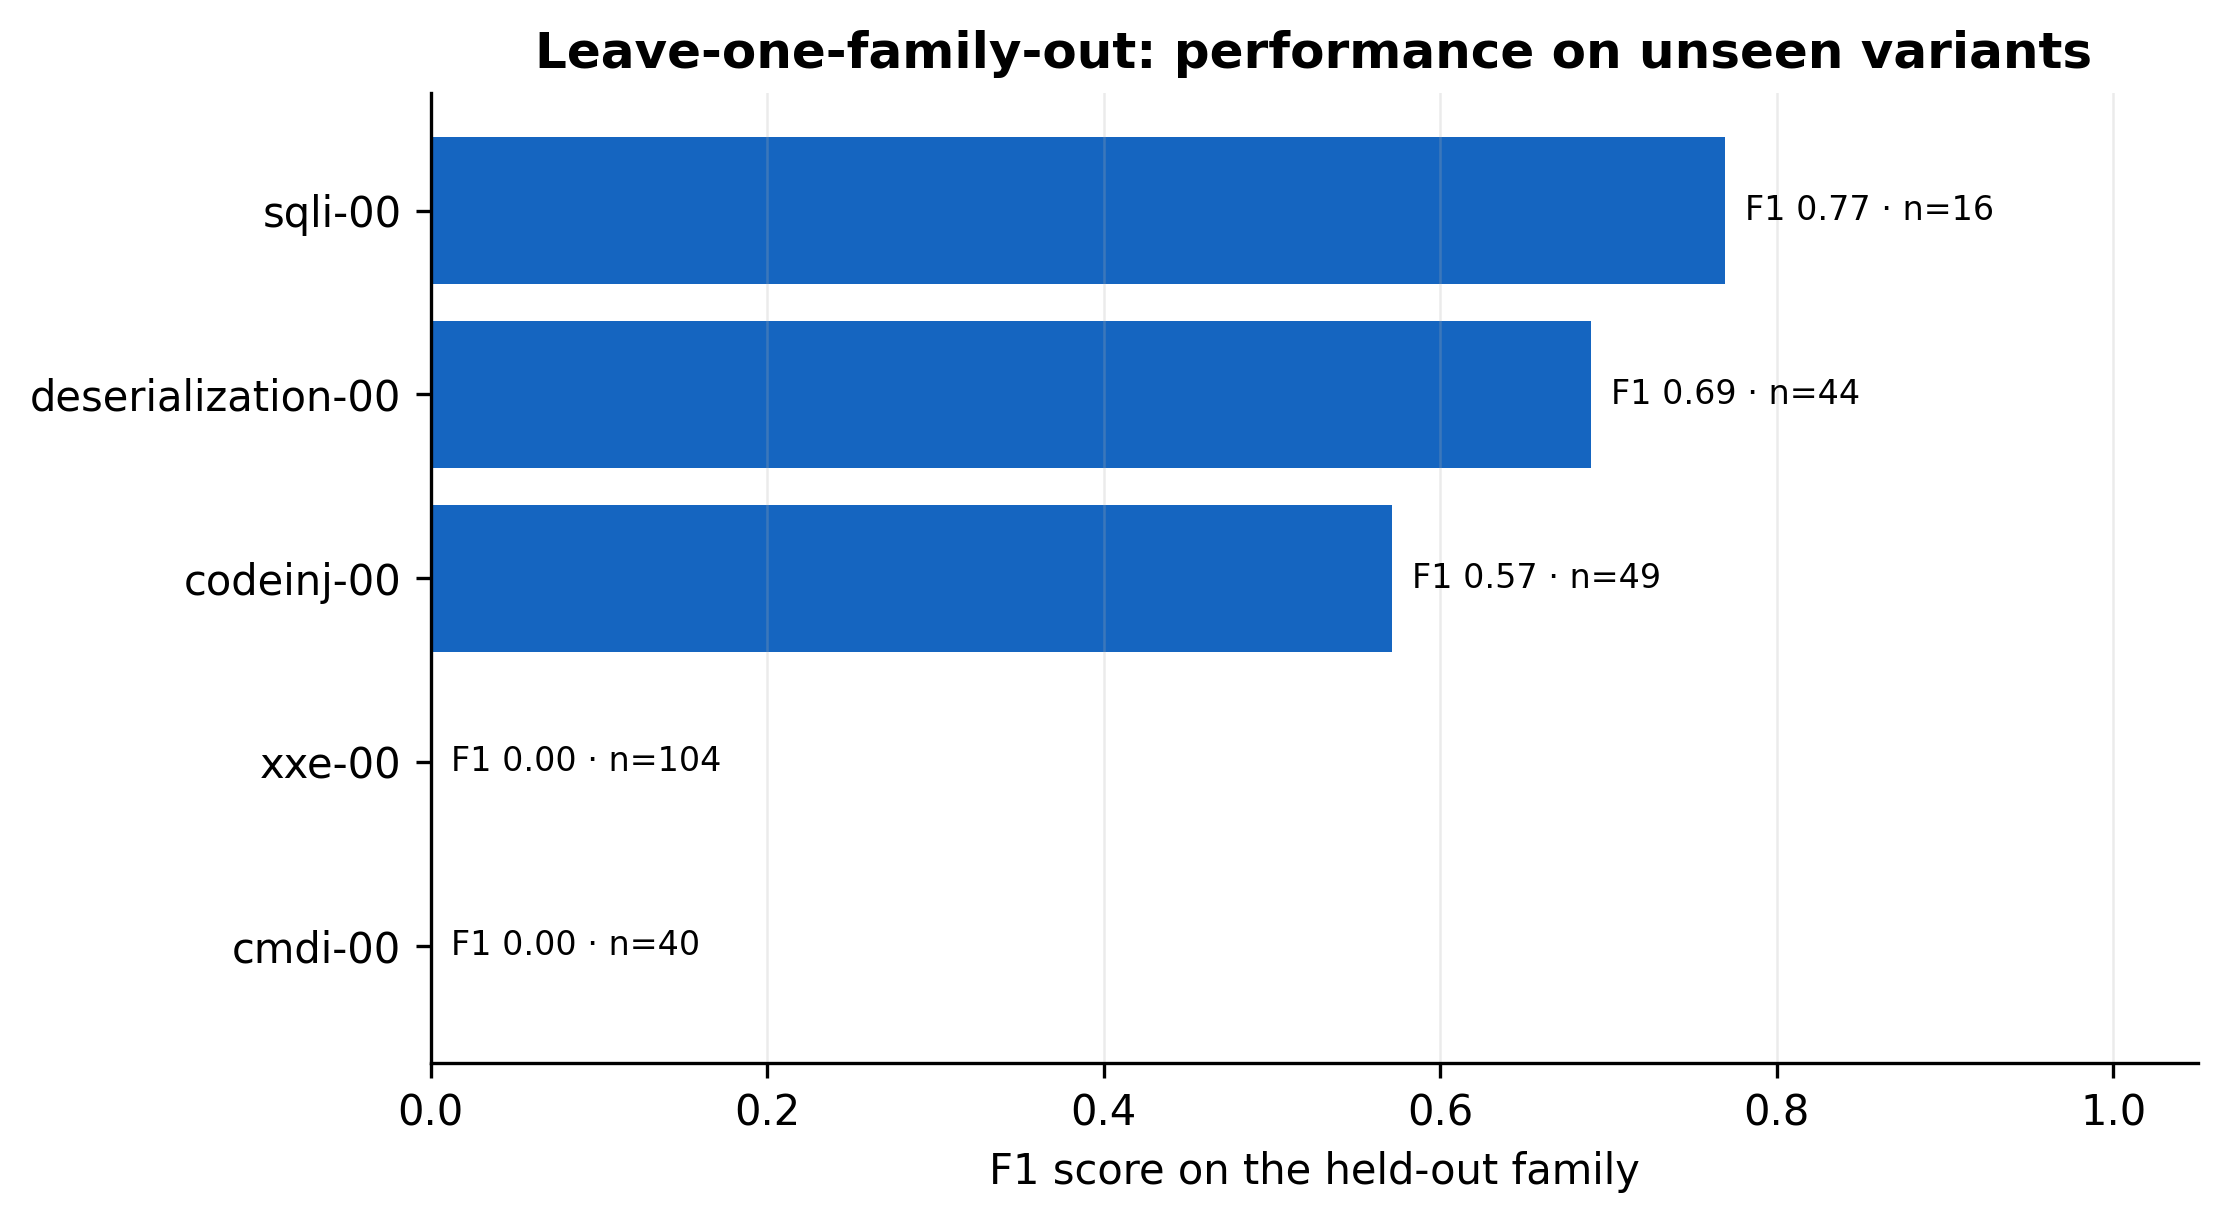 Leave-one-family-out: performance on unseen variants
sqli-00
F1 0.77 · n=16
deserialization-00
F1 0.69 · n=44
codeinj-00
F1 0.57 · n=49
xxe-00
F1 0.00 · n=104
cmdi-00
F1 0.00 · n=40
0.0 0.2 0.4 0.6 0.8 1.0
F1 score on the held-out family